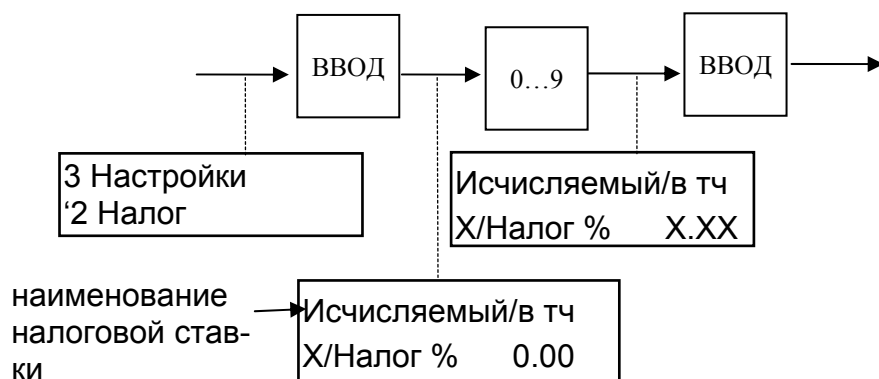 ВВОД
0…9
ВВОД
3 Настройки
‘2 Налог
Исчисляемый/в тч
X/Налог % X.XX
наименование
налоговой став-
ки
Исчисляемый/в тч
X/Налог % 0.00